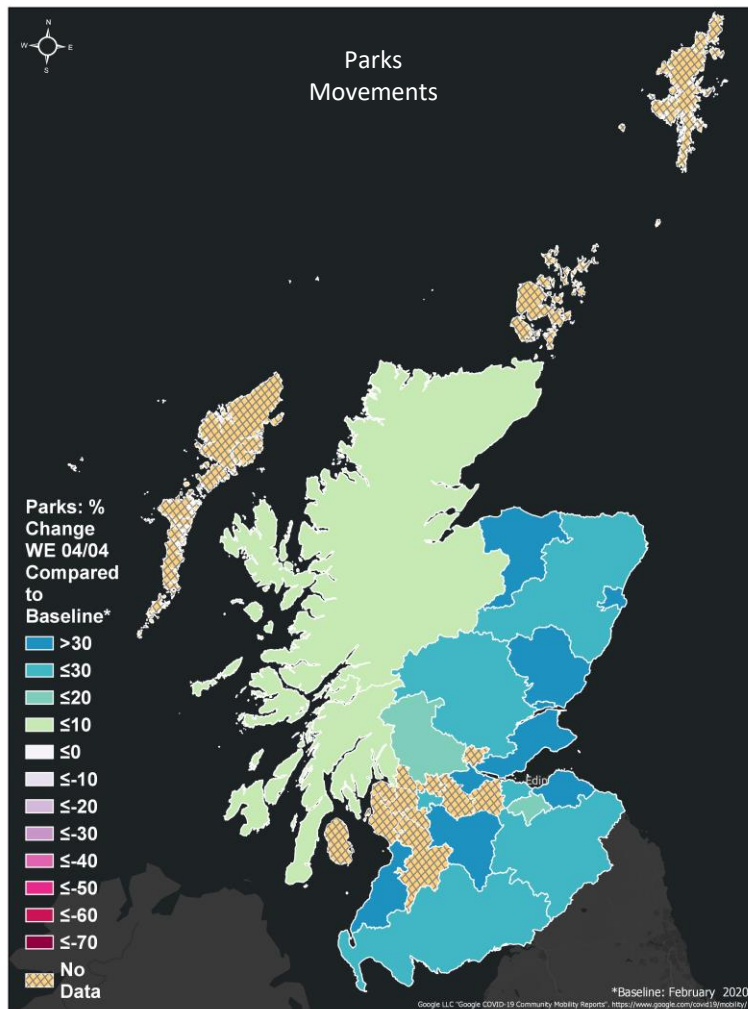 N
W E
S
Parks
Movements
Parks: %
Change
WE 04/04
Compared
to
Baseline*
>30
≤30
≤20
≤10
≤0
≤-10
≤-20
≤-30
≤-40
≤-50
≤-60
≤-70
No
Data
Edin
*Baseline: February 2020
Google LLC "Google COVID-19 Community Mobility Reports". https://www.google.com/covid19/mobility/